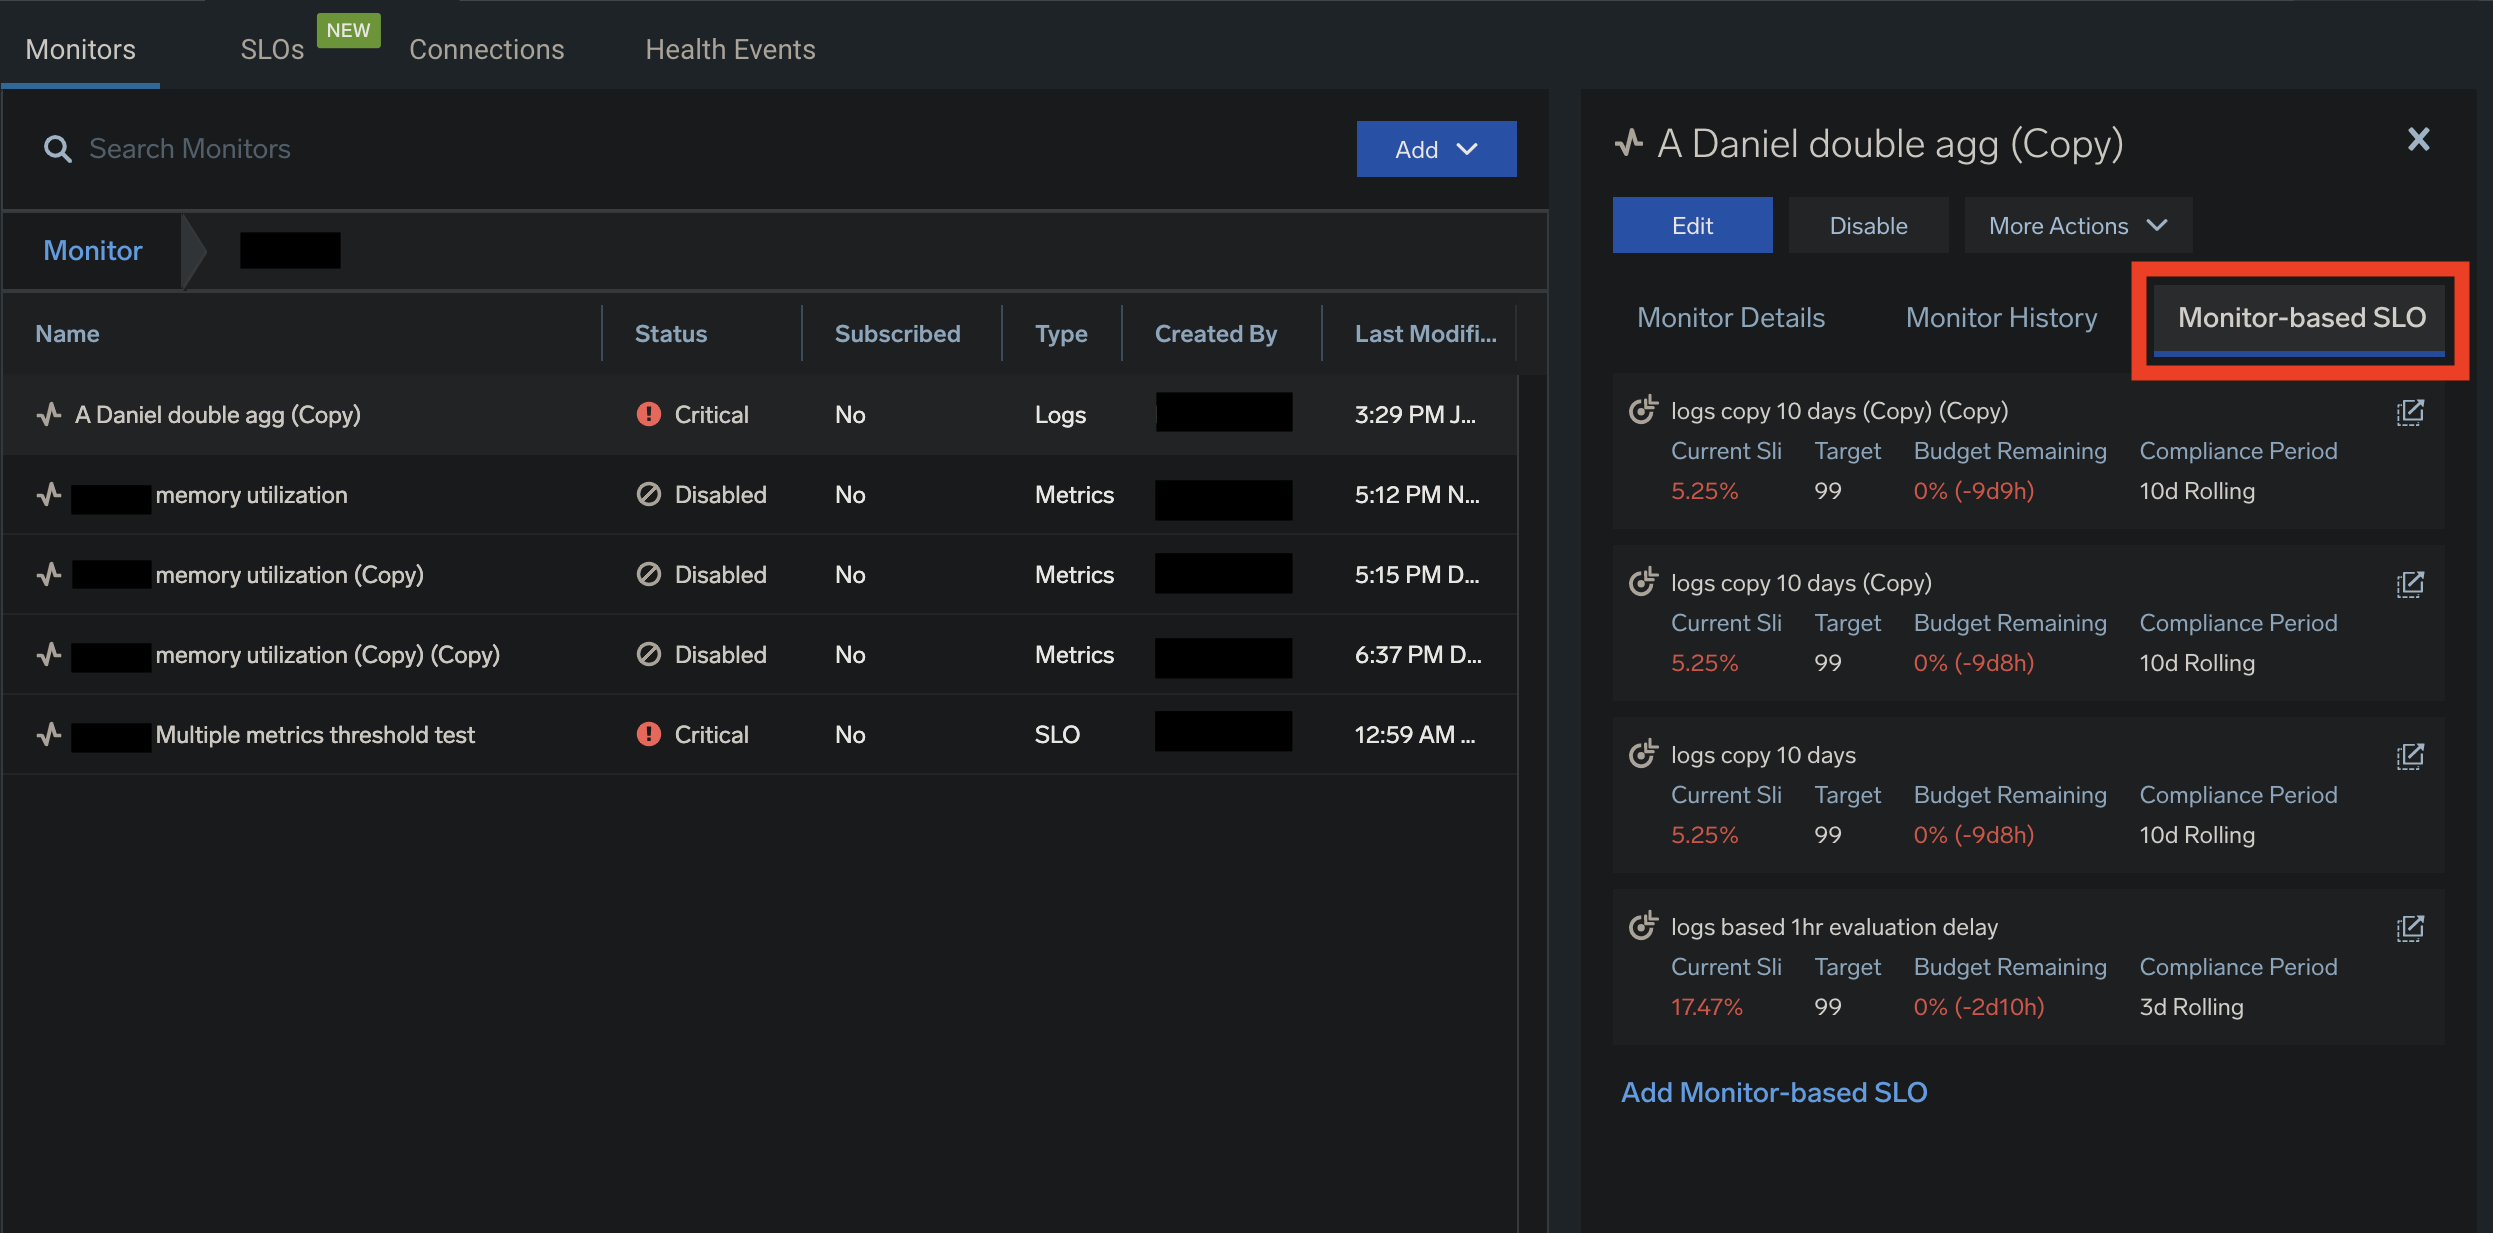 Monitors SLOs NEW Connections Health Events
Search Monitors
Add
Monitor
Name Status Subscribed Type Created By Last Modifi...
A Daniel double agg (Copy) Critical No Logs 3:29 PM J...
memory utilization Disabled No Metrics 5:12 PM N...
memory utilization (Copy) Disabled No Metrics 5:15 PM D...
memory utilization (Copy) (Copy) Disabled No Metrics 6:37 PM D...
Multiple metrics threshold test Critical No SLO 12:59 AM ...
A Daniel double agg (Copy)
Edit Disable More Actions
Monitor Details Monitor History Monitor-based SLO
logs copy 10 days (Copy) (Copy)
Current Sli Target Budget Remaining Compliance Period
5.25% 99 0% (-9d9h) 10d Rolling
logs copy 10 days (Copy)
Current Sli Target Budget Remaining Compliance Period
5.25% 99 0% (-9d8h) 10d Rolling
logs copy 10 days
Current Sli Target Budget Remaining Compliance Period
5.25% 99 0% (-9d8h) 10d Rolling
logs based 1hr evaluation delay
Current Sli Target Budget Remaining Compliance Period
17.47% 99 0% (-2d10h) 3d Rolling
Add Monitor-based SLO